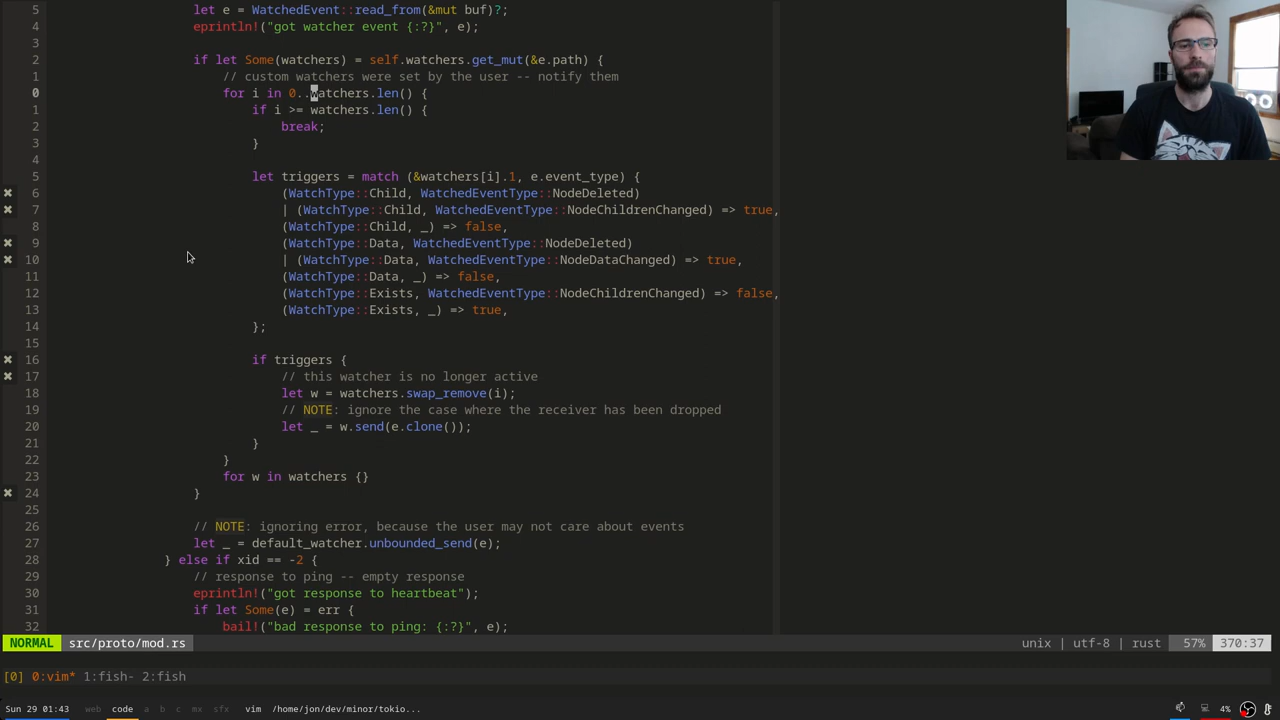 5 let e = WatchedEvent::read_from(&mut buf)?;
4 eprintln!("got watcher event {:?}", e);
3
2 if let Some(watchers) = self.watchers.get_mut(&e.path) {
1 // custom watchers were set by the user -- notify them
0 for i in 0..watchers.len() {
1 if i >= watchers.len() {
2 break;
3 }
4
5 let triggers = match (&watchers[i].1, e.event_type) {
6 (WatchType::Child, WatchedEventType::NodeDeleted)
7 | (WatchType::Child, WatchedEventType::NodeChildrenChanged) => true,
8 (WatchType::Child, _) => false,
9 (WatchType::Data, WatchedEventType::NodeDeleted)
10 | (WatchType::Data, WatchedEventType::NodeDataChanged) => true,
11 (WatchType::Data, _) => false,
12 (WatchType::Exists, WatchedEventType::NodeChildrenChanged) => false,
13 (WatchType::Exists, _) => true,
14 };
15
16 if triggers {
17 // this watcher is no longer active
18 let w = watchers.swap_remove(i);
19 // NOTE: ignore the case where the receiver has been dropped
20 let _ = w.send(e.clone());
21 }
22 }
23 for w in watchers {}
24 }
25
26 // NOTE: ignoring error, because the user may not care about events
27 let _ = default_watcher.unbounded_send(e);
28 } else if xid == -2 {
29 // response to ping -- empty response
30 eprintln!("got response to heartbeat");
31 if let Some(e) = err {
32 bail!("bad response to ping: {:?}", e);
NORMAL src/proto/mod.rs unix | utf-8 | rust 57% 370:37
[0] 0:vim* 1:fish- 2:fish
Sun 29 01:43 web code a b c mx sfx vim /home/jon/dev/minor/tokio... 4%